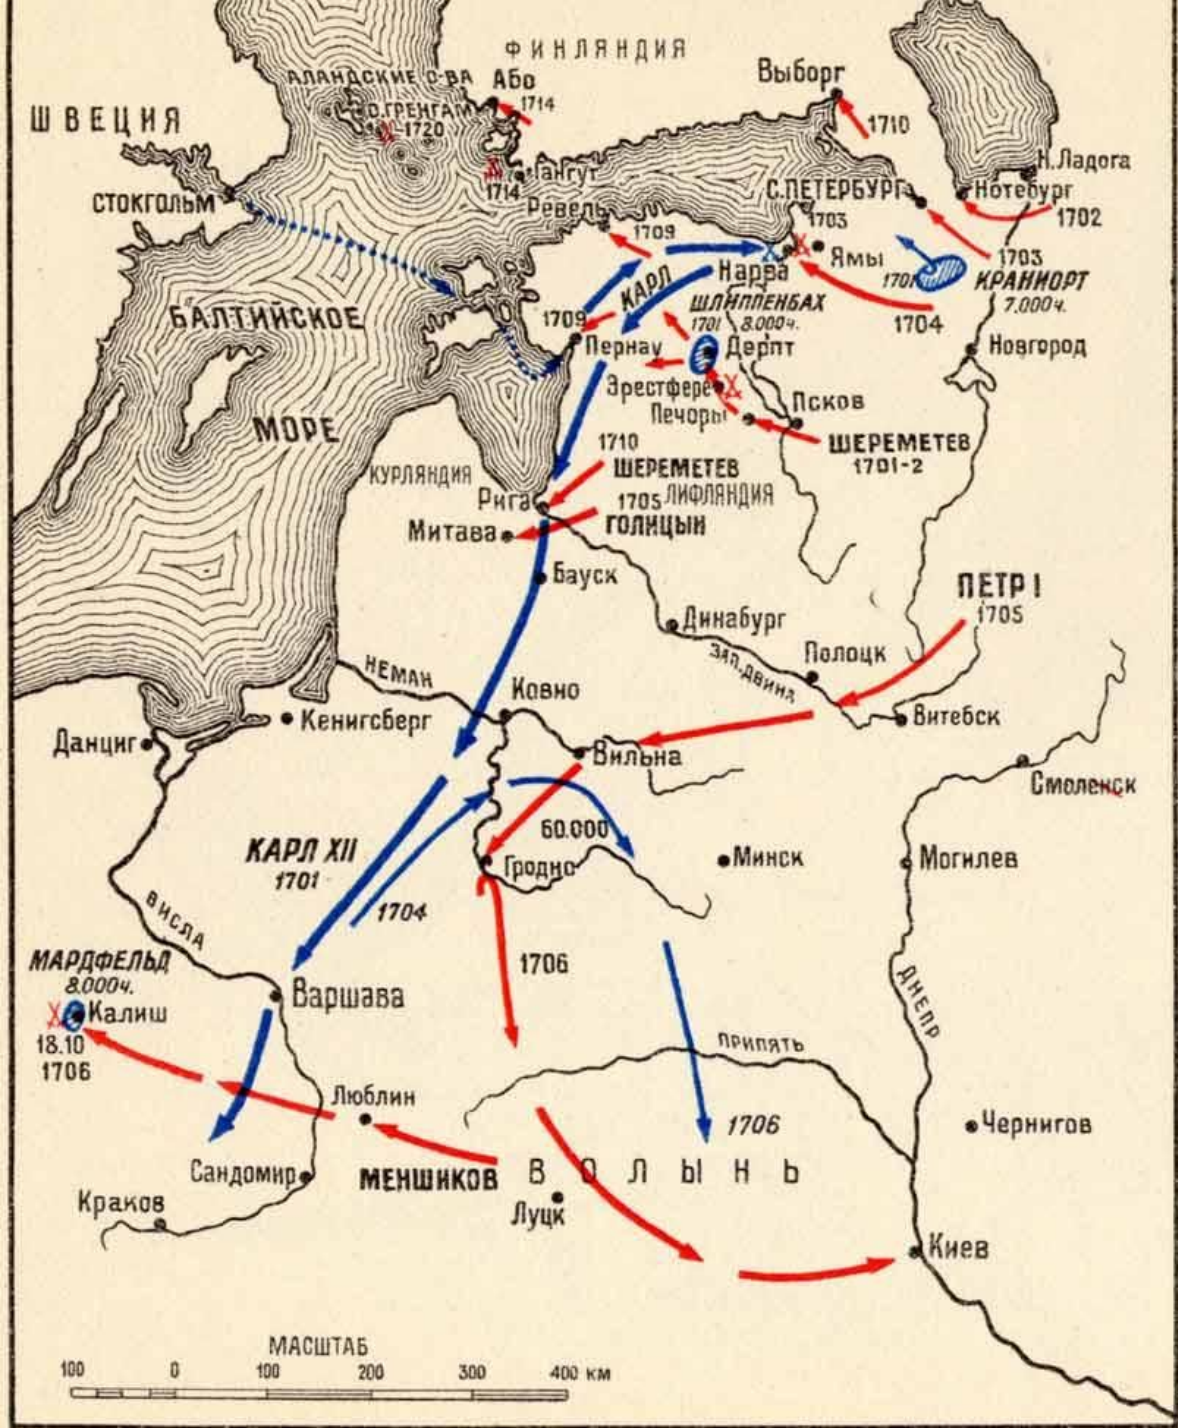 ФИНЛЯНДИЯ
АЛАНДСКИЕ О-ВА
Або
1714
Выборг
1710
ШВЕЦИЯ
О.ГРЕНГАМ
1720
Гангут
1714
Н.Ладога
Нотебург
1702
С.ПЕТЕРБУРГ
1703
СТОКГОЛЬМ
Ревель
1709
1703
Ямы
Нарва
1701
КРАНИОРТ
7.000ч.
КАРЛ
ШЛИППЕНБАХ
1701 8.000ч.
1704
БАЛТИЙСКОЕ
МОРЕ
1709
Пернау
Дерпт
Новгород
Эрестфере
Печоры
Псков
ШЕРЕМЕТЕВ
1701-2
КУРЛЯНДИЯ
1710
ШЕРЕМЕТЕВ
Рига
1705 ЛИФЛЯНДИЯ
ГОЛИЦЫН
Митава
Бауск
ПЕТР I
1705
Динабург
Полоцк
ЗАП.ДВИНА
НЕМАН
Ковно
Витебск
Кенигсберг
Данциг
Вильна
Смоленск
60.000
КАРЛ XII
1701
Гродно
Минск
Могилев
1704
ВИСЛА
МАРДФЕЛЬД
8.000ч.
Калиш
18.10
1706
Варшава
1706
ДНЕПР
ПРИПЯТЬ
Люблин
1706
Чернигов
Сандомир
МЕНШИКОВ
ВОЛЫНЬ
Краков
Луцк
Киев
МАСШТАБ
100 0 100 200 300 400 км